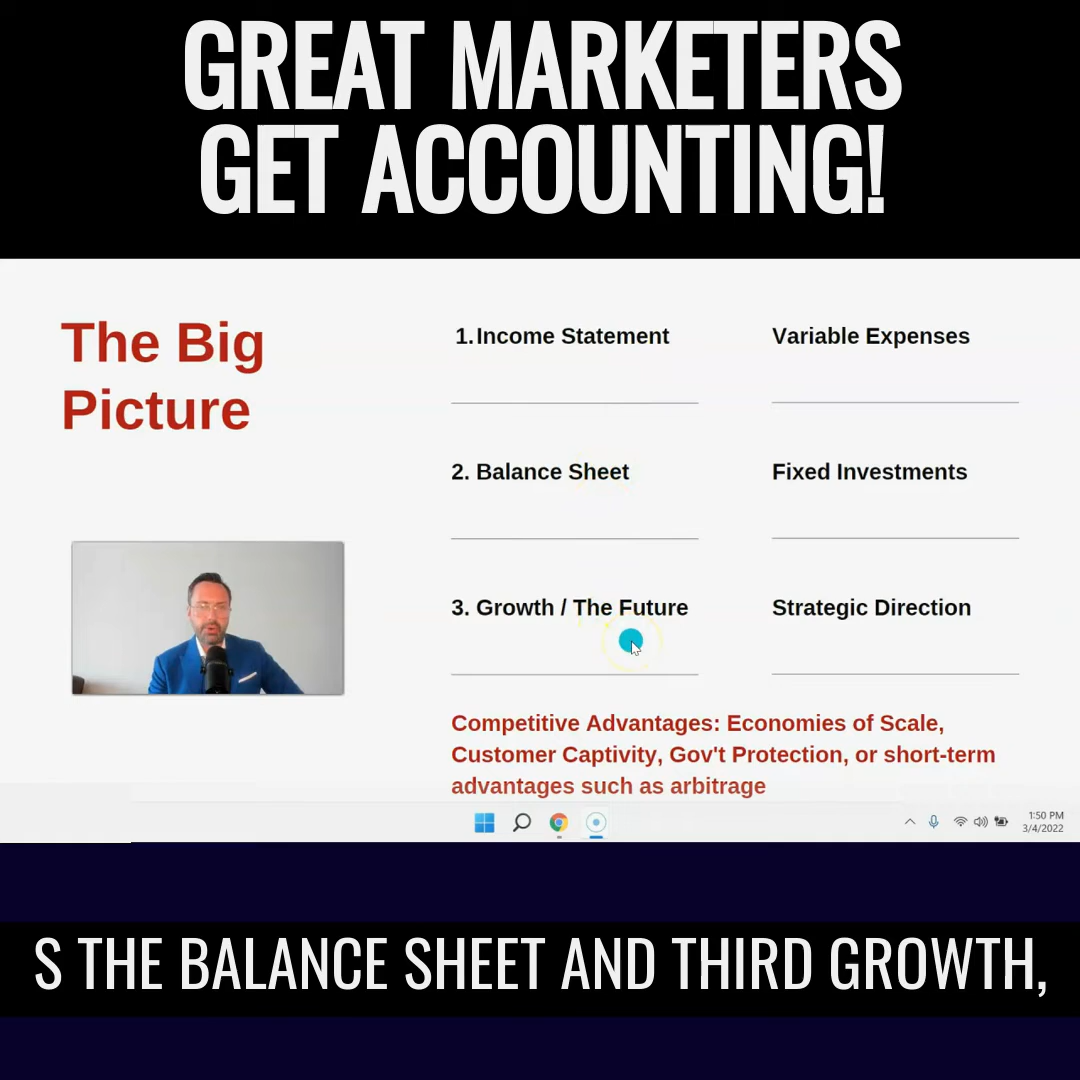 GREAT MARKETERS
GET ACCOUNTING!
The Big
Picture
1. Income Statement
Variable Expenses
2. Balance Sheet
Fixed Investments
3. Growth / The Future
Strategic Direction
Competitive Advantages: Economies of Scale,
Customer Captivity, Gov't Protection, or short-term
advantages such as arbitrage
1:50 PM
3/4/2022
S THE BALANCE SHEET AND THIRD GROWTH,